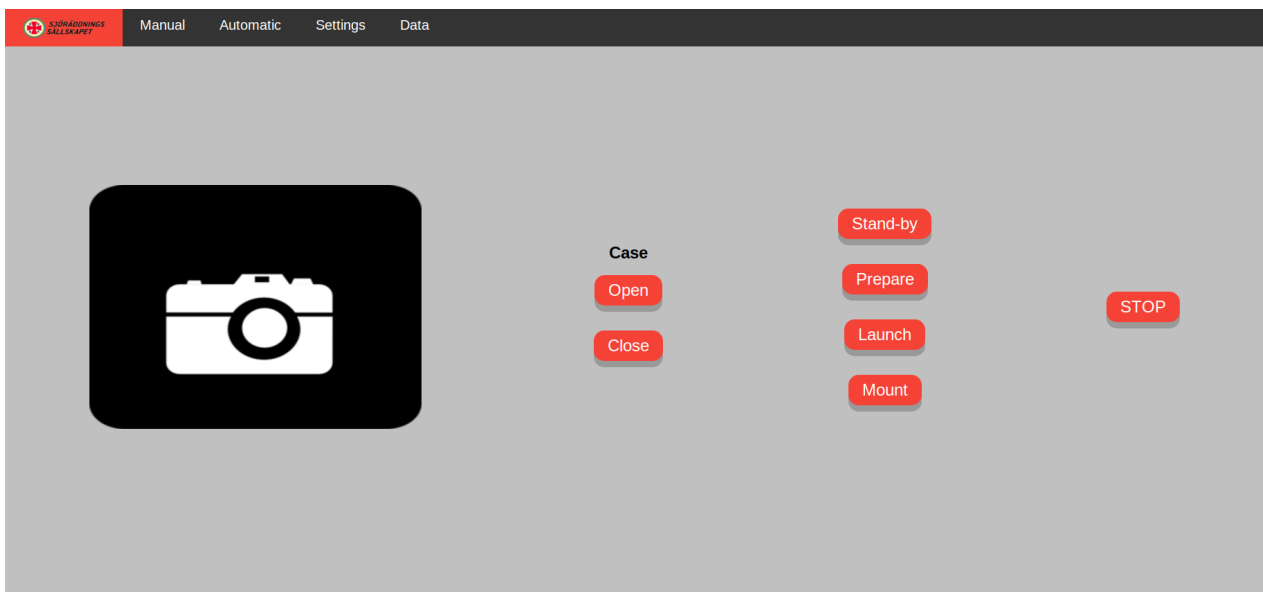 SJÖRÄDDNINGS
SÄLLSKAPET
Manual
Automatic
Settings
Data
Case
Open
Close
Stand-by
Prepare
Launch
Mount
STOP